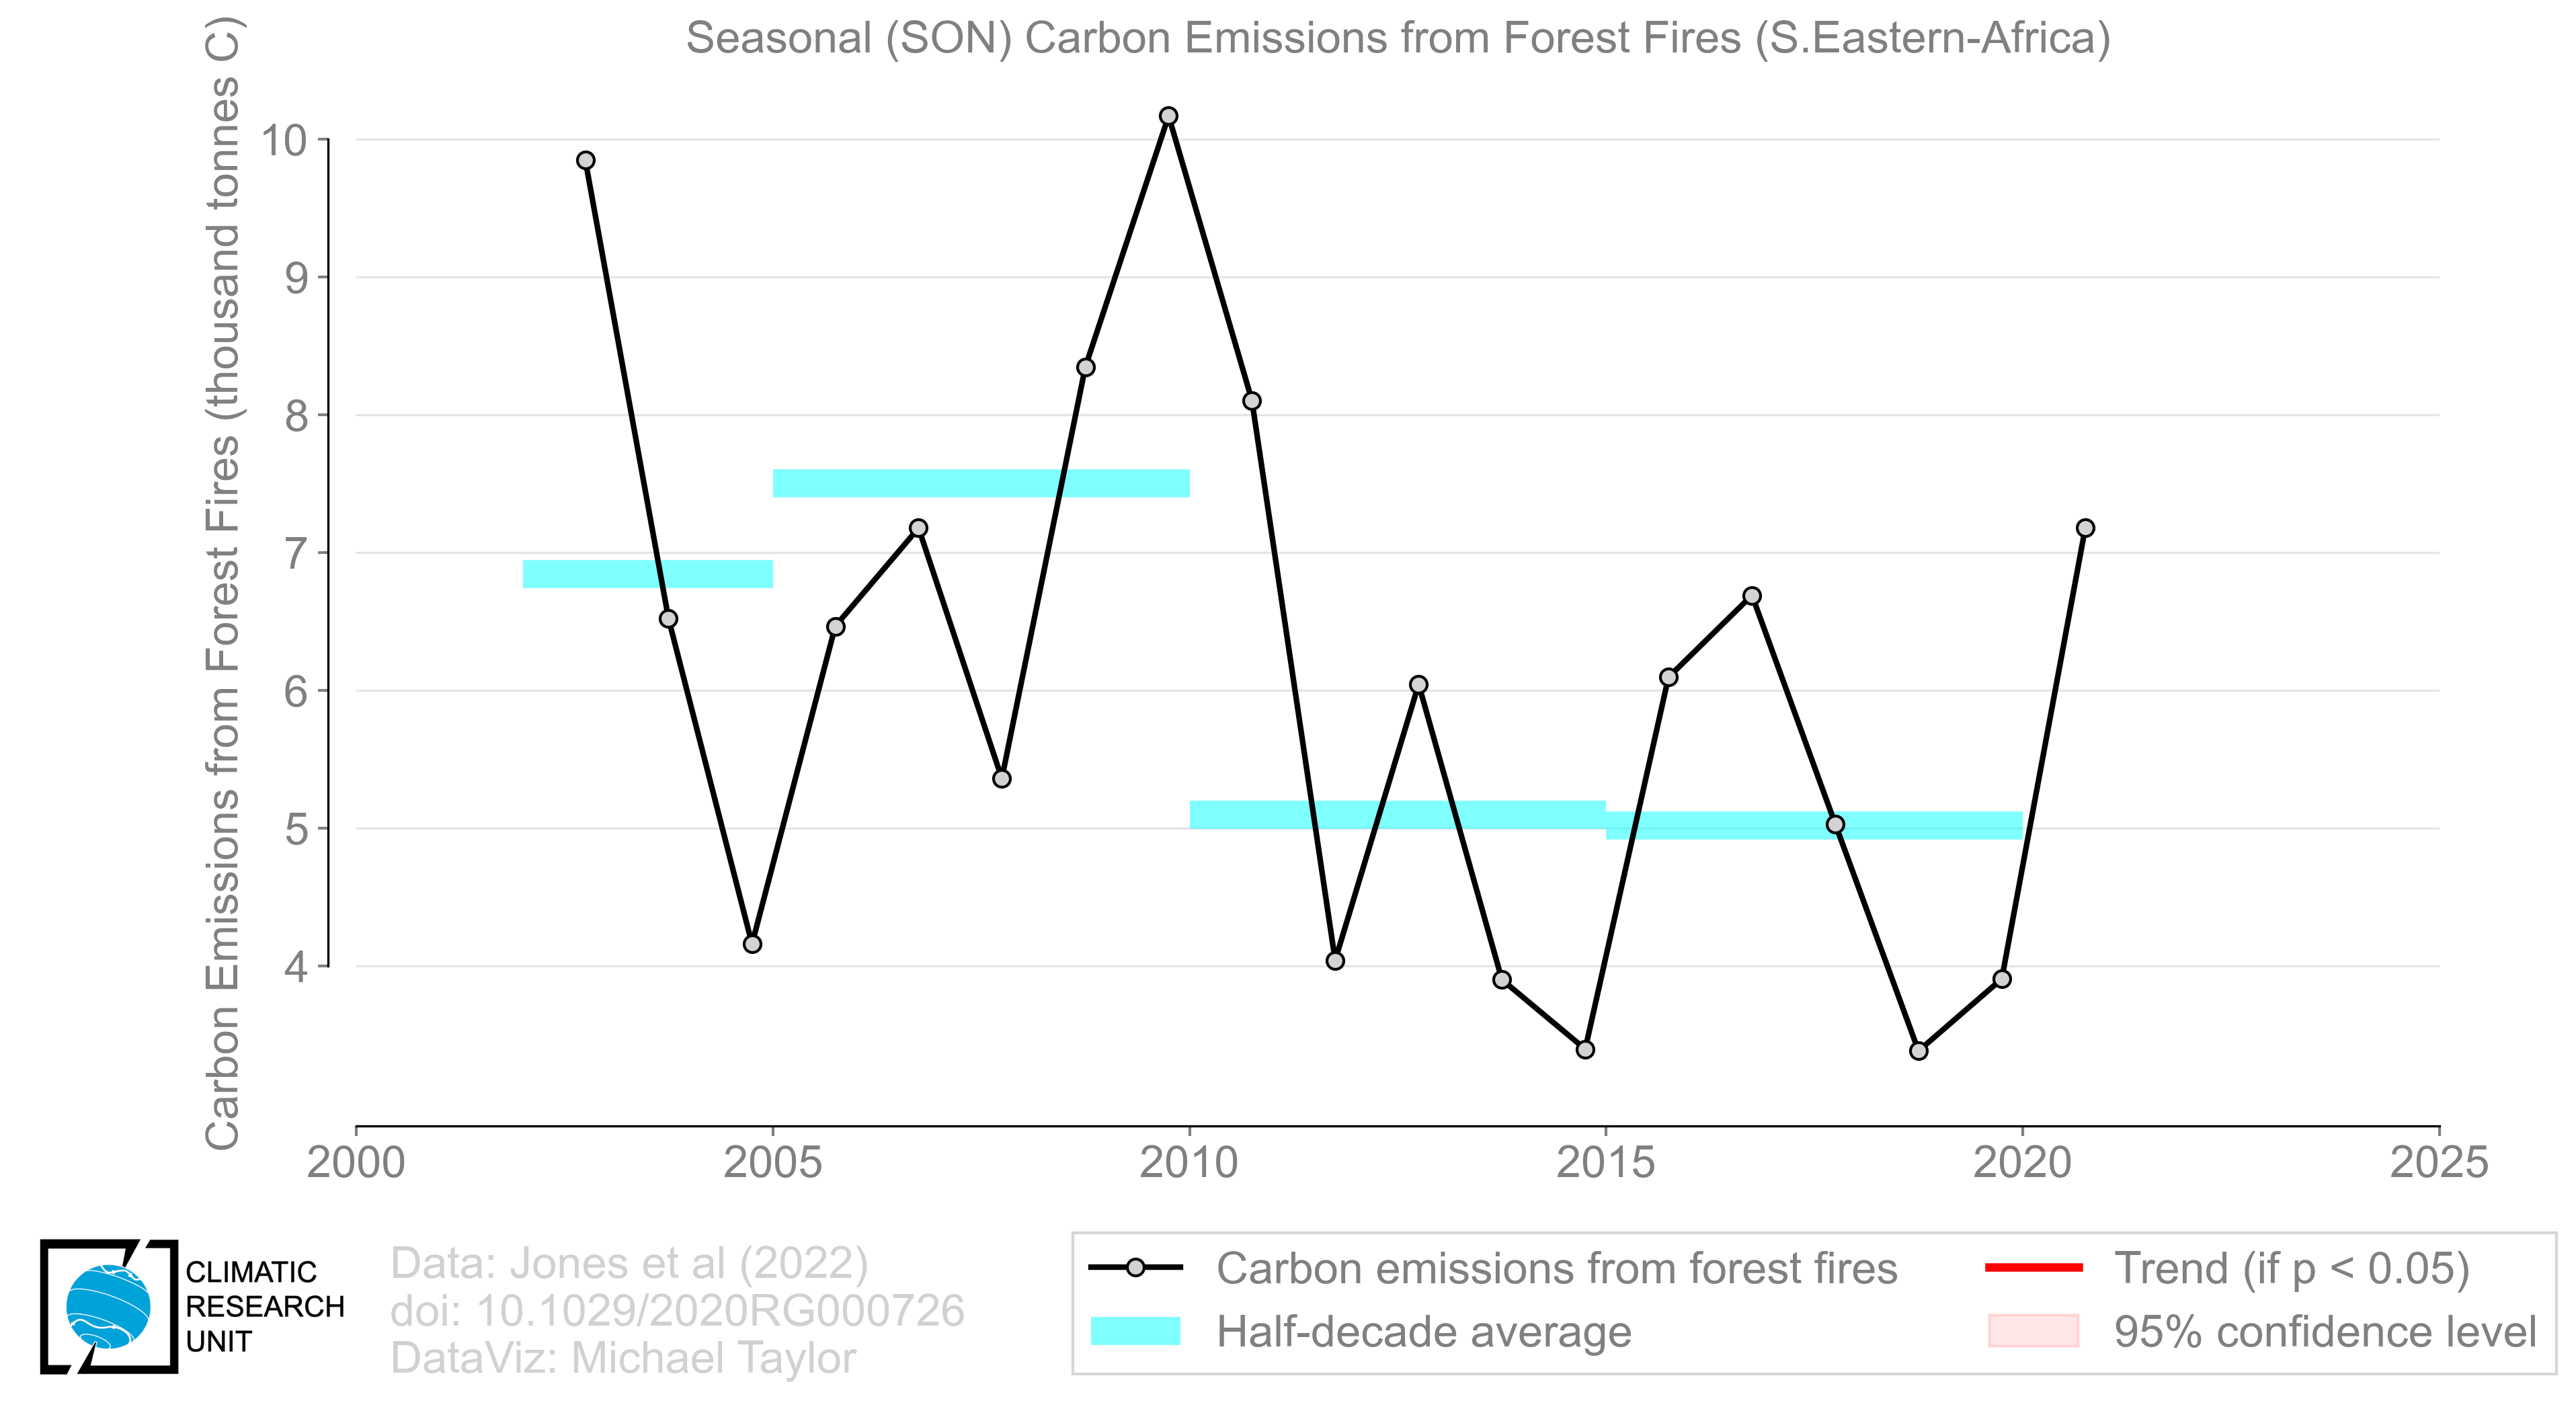 Seasonal (SON) Carbon Emissions from Forest Fires (S.Eastern-Africa)
Carbon Emissions from Forest Fires (thousand tonnes C)
10
9
8
7
6
5
4
2000 2005 2010 2015 2020 2025
CLIMATIC
RESEARCH
UNIT
Data: Jones et al (2022)
doi: 10.1029/2020RG000726
DataViz: Michael Taylor
Carbon emissions from forest fires
Half-decade average
Trend (if p < 0.05)
95% confidence level